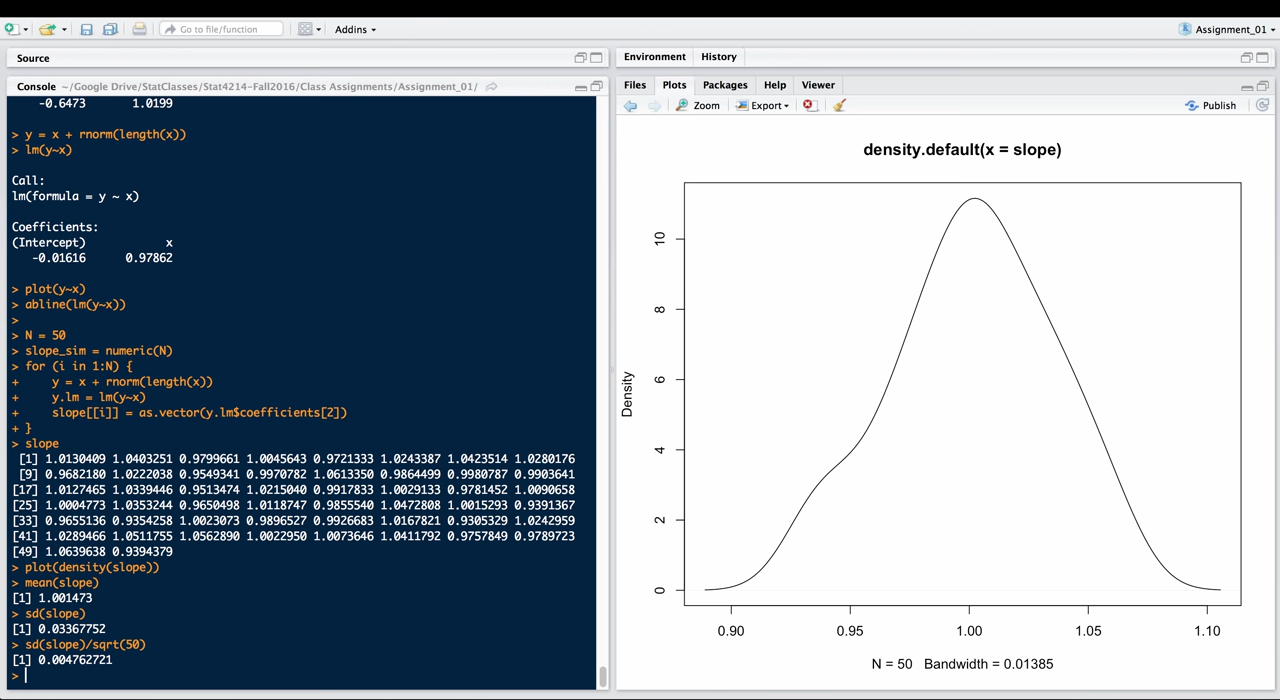 Go to file/function
Addins
Assignment_01
Source
Console ~/Google Drive/StatClasses/Stat4214-Fall2016/Class Assignments/Assignment_01/
-0.6473 1.0199
> y = x + rnorm(length(x))
> lm(y~x)
Call:
lm(formula = y ~ x)
Coefficients:
(Intercept) x
-0.01616 0.97862
> plot(y~x)
> abline(lm(y~x))
>
> N = 50
> slope_sim = numeric(N)
> for (i in 1:N) {
+ y = x + rnorm(length(x))
+ y.lm = lm(y~x)
+ slope[[i]] = as.vector(y.lm$coefficients[2])
+ }
> slope
[1] 1.0130409 1.0403251 0.9799661 1.0045643 0.9721333 1.0243387 1.0423514 1.0280176
[9] 0.9682180 1.0222038 0.9549341 0.9970782 1.0613350 0.9864499 0.9980787 0.9903641
[17] 1.0127465 1.0339446 0.9513474 1.0215040 0.9917833 1.0029133 0.9781452 1.0090658
[25] 1.0004773 1.0353244 0.9650498 1.0118747 0.9855540 1.0472808 1.0015293 0.9391367
[33] 0.9655136 0.9354258 1.0023073 0.9896527 0.9926683 1.0167821 0.9305329 1.0242959
[41] 1.0289466 1.0511755 1.0562890 1.0022950 1.0073646 1.0411792 0.9757849 0.9789723
[49] 1.0639638 0.9394379
> plot(density(slope))
> mean(slope)
[1] 1.001473
> sd(slope)
[1] 0.03367752
> sd(slope)/sqrt(50)
[1] 0.004762721
>
Environment History
Files Plots Packages Help Viewer
Zoom Export Publish
density.default(x = slope)
Density
10
8
6
4
2
0
0.90 0.95 1.00 1.05 1.10
N = 50 Bandwidth = 0.01385